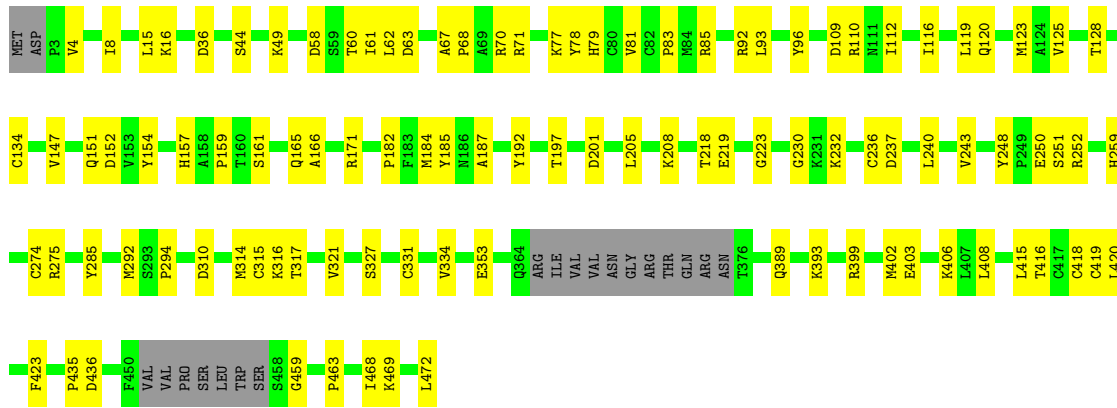 MET ASP P3 V4 I8 L15 K16 D36 S44 K49 D58 S59 T60 I61 L62 D63 A67 P68 A69 R70 R71 K77 Y78 H79 C80 V81 C82 P83 M84 R85 R92 L93 Y96 D109 R110 N111 I112 I116 L119 Q120 M123 A124 V125 T128
C134 V147 Q151 D152 V153 Y154 H157 A158 P159 T160 S161 Q165 A166 R171 P182 F183 M184 Y185 N186 A187 Y192 T197 D201 L205 K208 T218 E219 G223 G230 K231 K232 C236 D237 L240 V243 Y248 P249 E250 S251 R252 H253
C274 R275 Y285 M292 S293 P294 D310 M314 C315 K316 T317 V321 S327 C331 V334 E353 Q364 ARG ILE VAL VAL ASN GLY ARG THR GLN ARG ASN T376 Q389 K393 R399 M402 E403 K406 L407 L408 L415 T416 C417 C418 C419 L420
F423 P435 D436 F450 VAL VAL PRO SER LEU TRP SER S458 G459 P463 I468 K469 L472